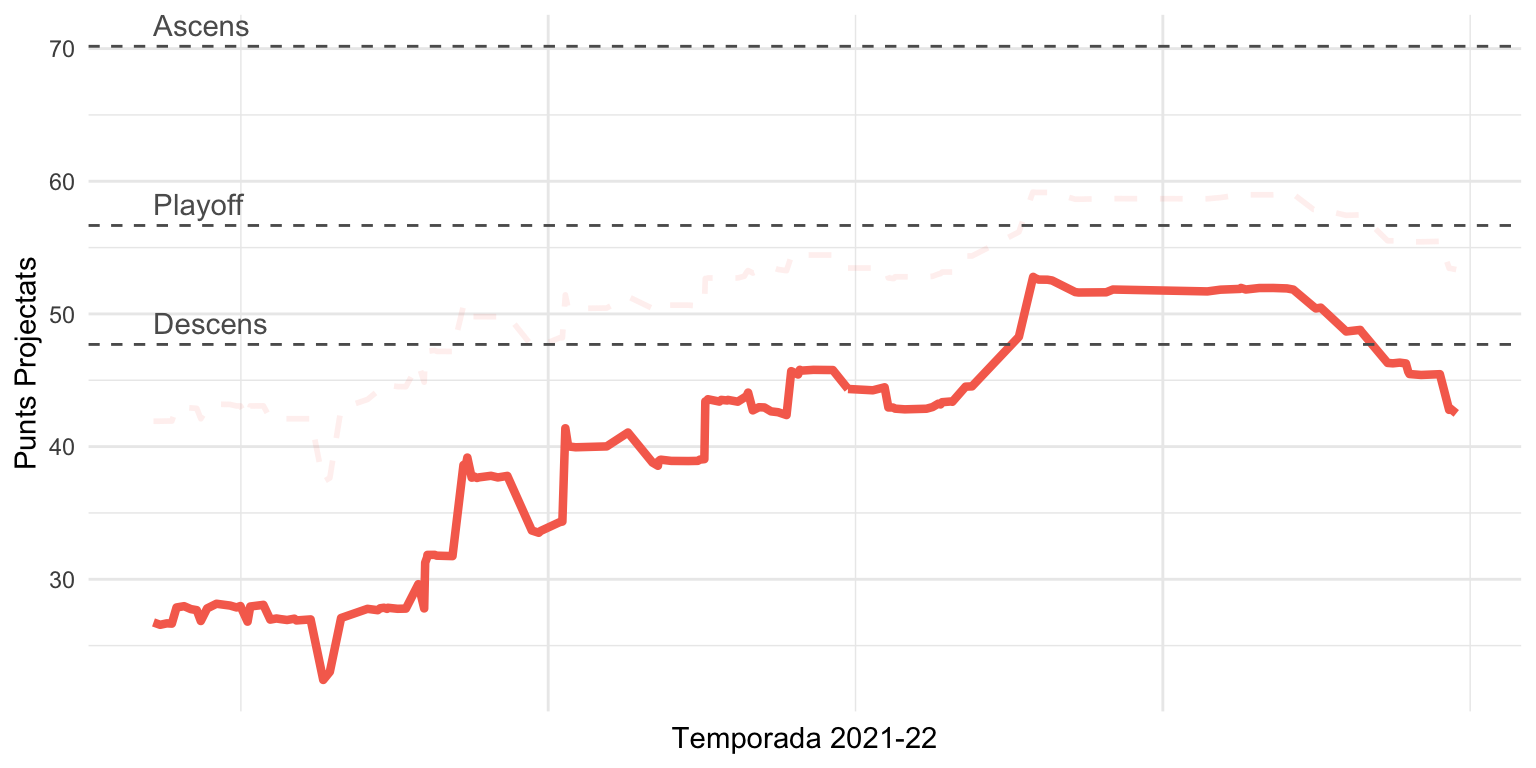 Ascens
70
60
Playoff
50
Descens
40
30
Punts Projectats
Temporada 2021-22